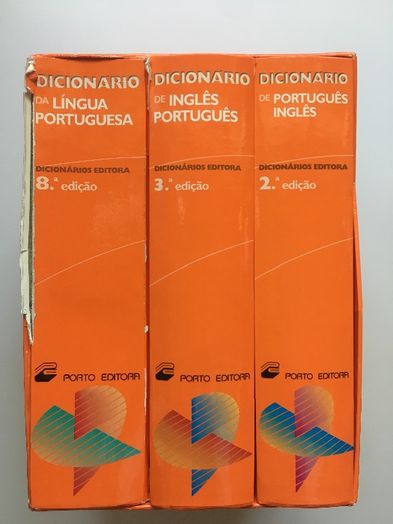 DICIONÁRIO
DA LÍNGUA
PORTUGUESA
DICIONÁRIOS EDITORA
8.ª edição
PORTO EDITORA
DICIONÁRIO
DE INGLÊS
PORTUGUÊS
DICIONÁRIOS EDITORA
3.ª edição
PORTO EDITORA
DICIONÁRIO
DE PORTUGUÊS
INGLÊS
DICIONÁRIOS EDITORA
2.ª edição
PORTO EDITORA